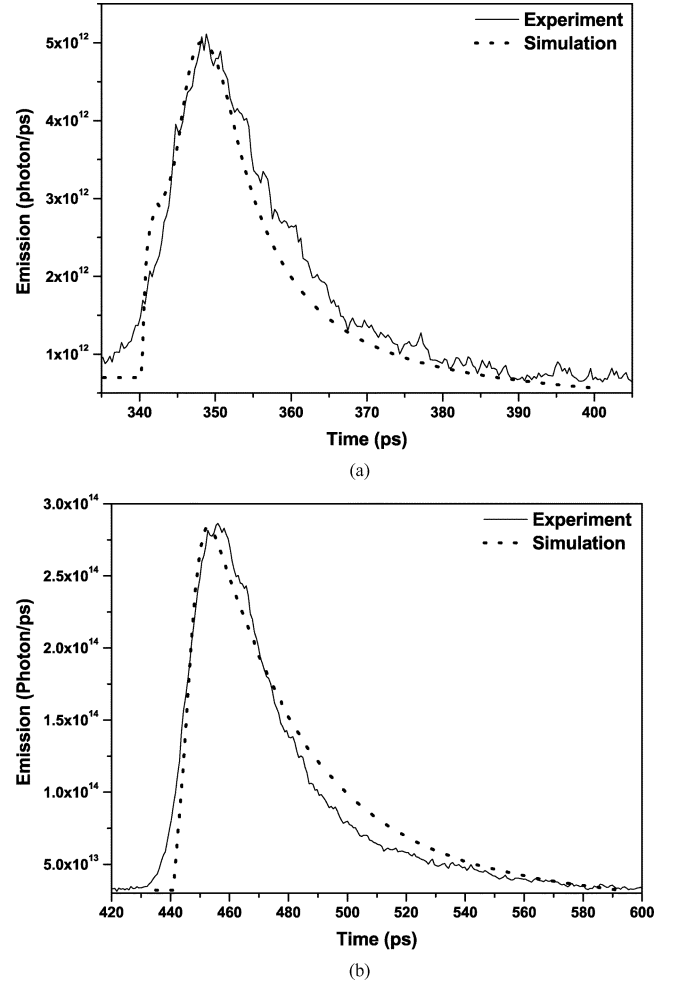 Experiment
Simulation
5x10¹²
4x10¹²
3x10¹²
2x10¹²
1x10¹²
Emission (photon/ps)
340 350 360 370 380 390 400
Time (ps)
(a)
Experiment
Simulation
3.0x10¹⁴
2.5x10¹⁴
2.0x10¹⁴
1.5x10¹⁴
1.0x10¹⁴
5.0x10¹³
Emission (Photon/ps)
420 440 460 480 500 520 540 560 580 600
Time (ps)
(b)